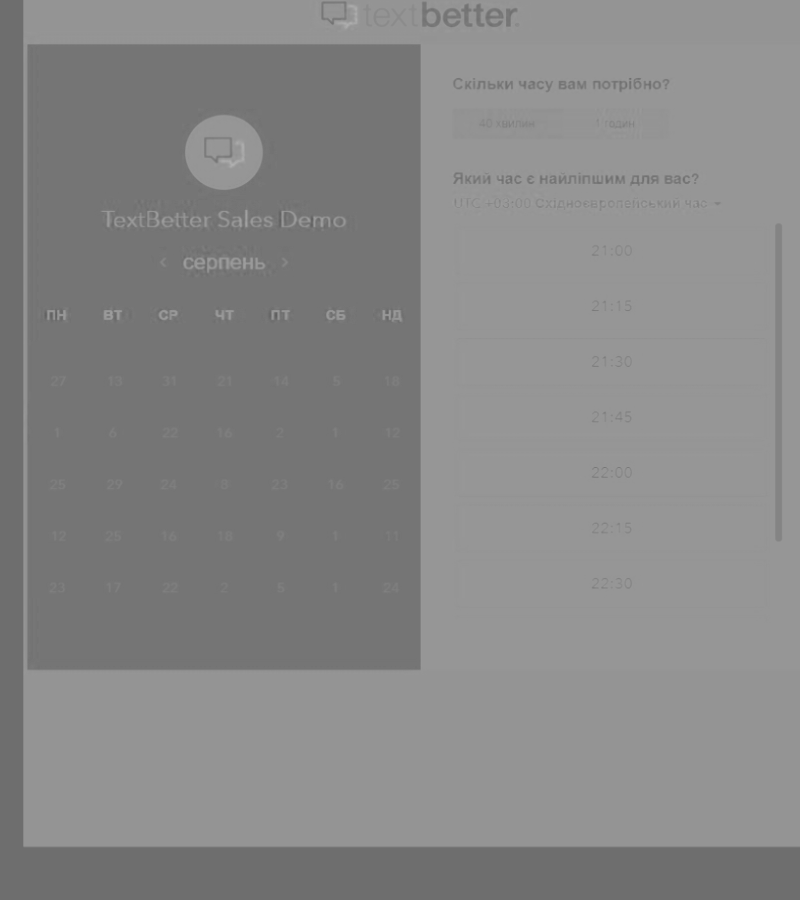 textbetter
TextBetter Sales Demo
‹ серпень ›
ПН ВТ СР ЧТ ПТ СБ НД
27 13 31 21 14 5 18
1 6 22 16 2 1 12
25 29 24 8 23 16 25
12 25 16 18 9 1 11
23 17 22 2 5 1 24
Скільки часу вам потрібно?
40 хвилин 1 годин
Який час є найліпшим для вас?
UTC +03:00 Східноєвропейський час
21:00
21:15
21:30
21:45
22:00
22:15
22:30